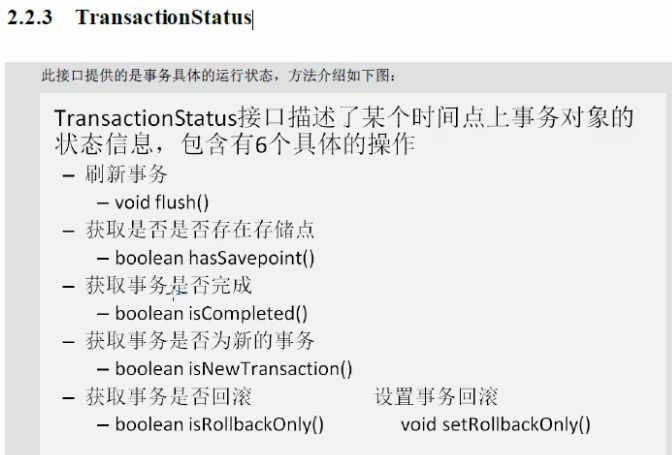 2.2.3 TransactionStatus
此接口提供的是事务具体的运行状态，方法介绍如下图：
TransactionStatus接口描述了某个时间点上事务对象的
状态信息，包含有6个具体的操作
– 刷新事务
– void flush()
– 获取是否是否存在存储点
– boolean hasSavepoint()
– 获取事务是否完成
– boolean isCompleted()
– 获取事务是否为新的事务
– boolean isNewTransaction()
– 获取事务是否回滚 设置事务回滚
– boolean isRollbackOnly() void setRollbackOnly()